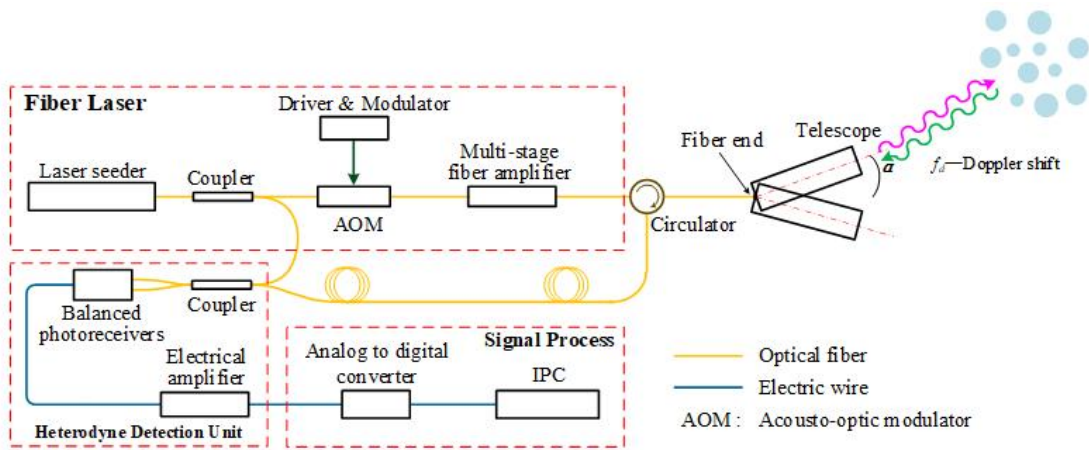 Fiber Laser
Driver & Modulator
Laser seeder
Coupler
AOM
Multi-stage
fiber amplifier
Circulator
Fiber end
Telescope
a
f_d—Doppler shift
Balanced
photoreceivers
Coupler
Electrical
amplifier
Heterodyne Detection Unit
Signal Process
Analog to digital
converter
IPC
Optical fiber
Electric wire
AOM : Acousto-optic modulator